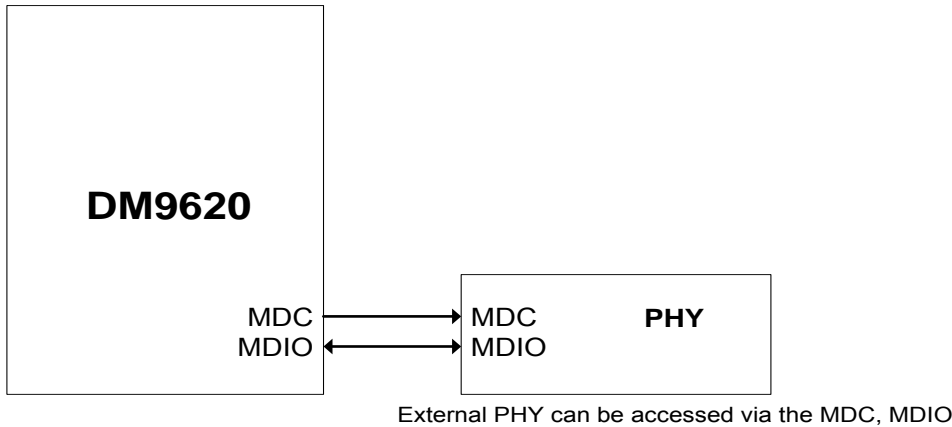 DM9620
MDC MDC PHY
MDIO MDIO
External PHY can be accessed via the MDC, MDIO